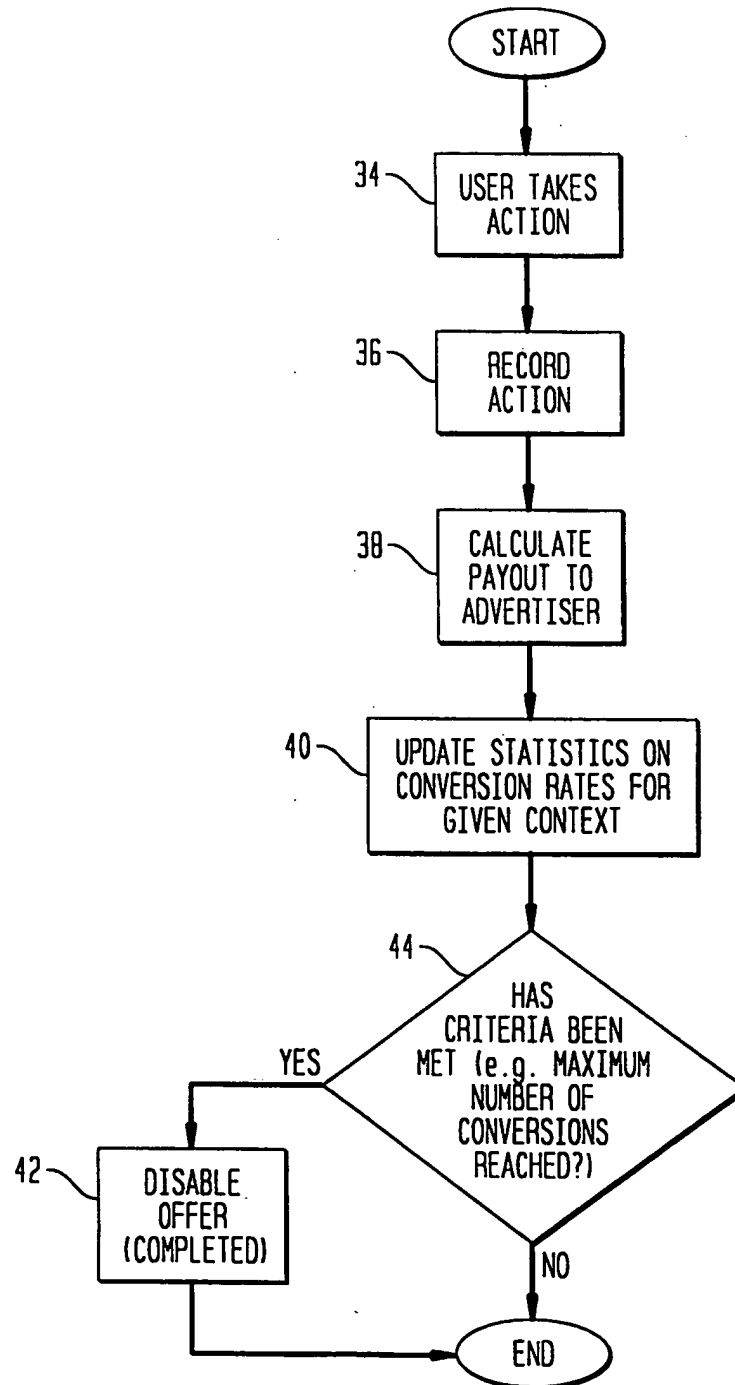 START
34
USER TAKES
ACTION
36
RECORD
ACTION
38
CALCULATE
PAYOUT TO
ADVERTISER
40
UPDATE STATISTICS ON
CONVERSION RATES FOR
GIVEN CONTEXT
44
HAS
CRITERIA BEEN
MET (e.g. MAXIMUM
NUMBER OF
CONVERSIONS
REACHED?)
YES
42
DISABLE
OFFER
(COMPLETED)
NO
END